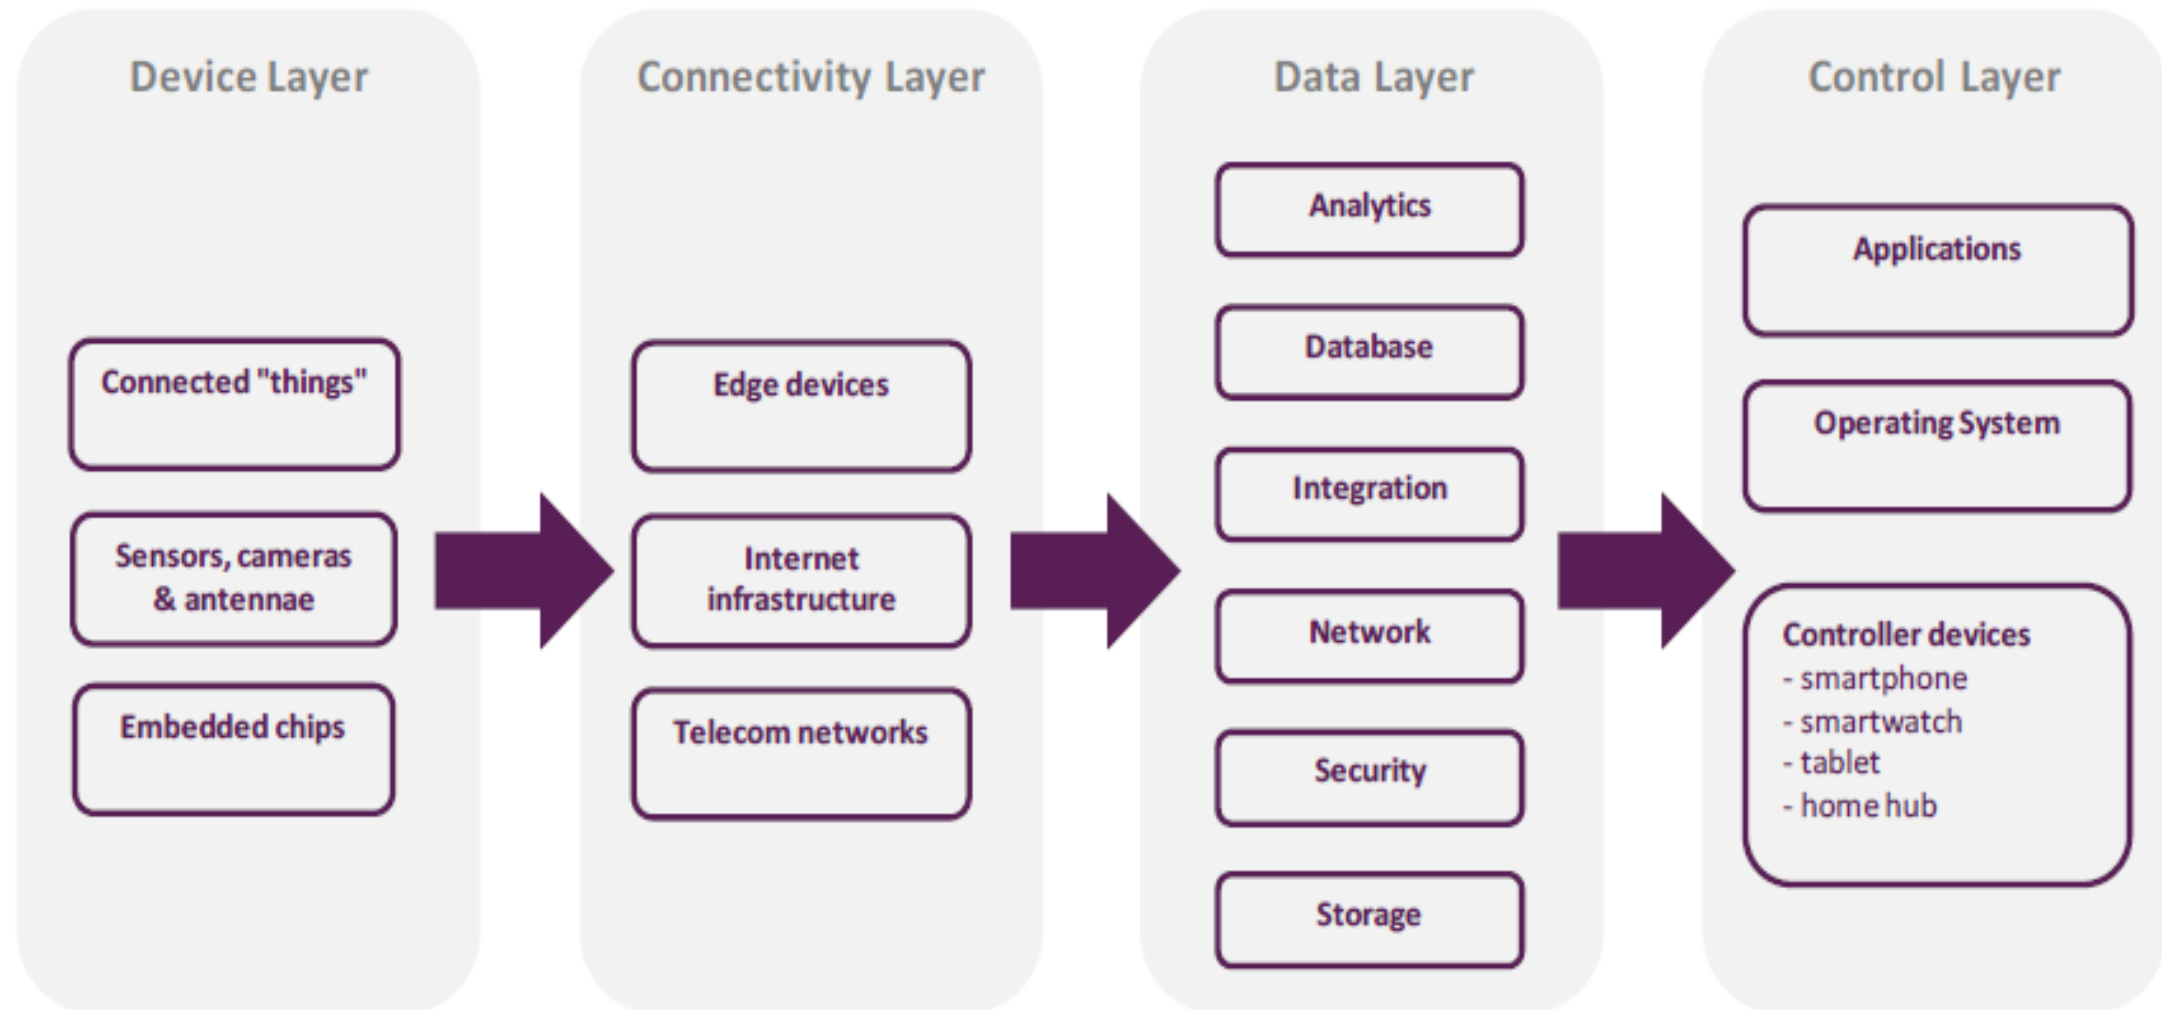 Device Layer
Connected "things"
Sensors, cameras
& antennae
Embedded chips
Connectivity Layer
Edge devices
Internet
infrastructure
Telecom networks
Data Layer
Analytics
Database
Integration
Network
Security
Storage
Control Layer
Applications
Operating System
Controller devices
- smartphone
- smartwatch
- tablet
- home hub